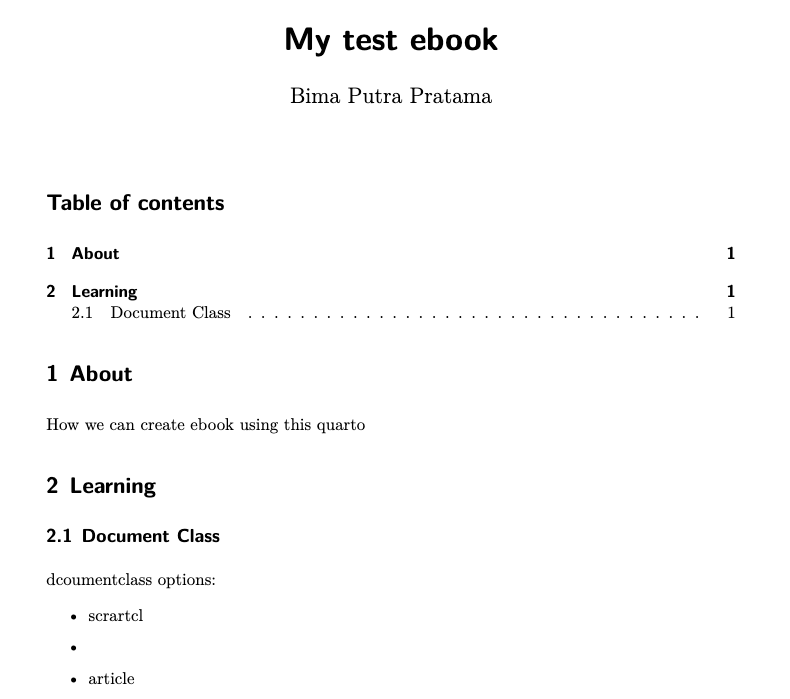 My test ebook
Bima Putra Pratama
Table of contents
1 About 1
2 Learning 1
2.1 Document Class . . . . . . . . . . . . . . . . . . . . . . . . . . . . . . . . . . . 1
1 About
How we can create ebook using this quarto
2 Learning
2.1 Document Class
dcoumentclass options:
• scrartcl
•
• article